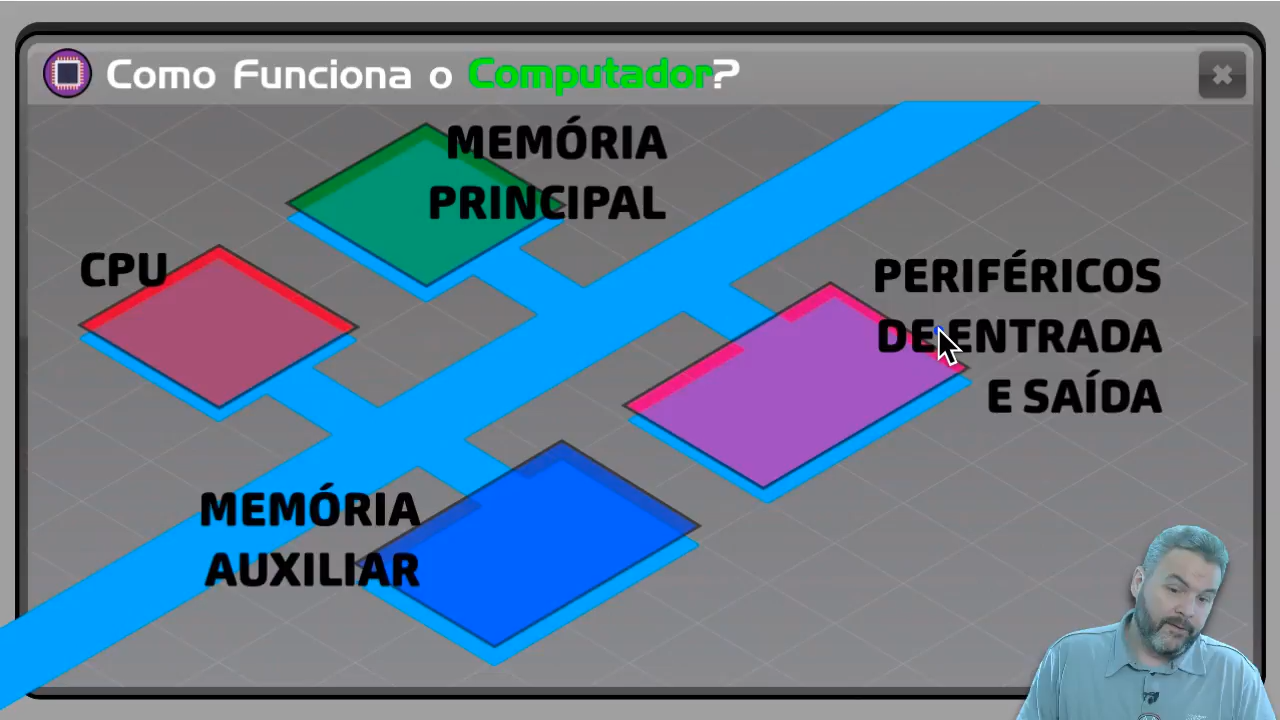 Como Funciona o Computador?
MEMÓRIA
PRINCIPAL
CPU
PERIFÉRICOS
DE ENTRADA
E SAÍDA
MEMÓRIA
AUXILIAR